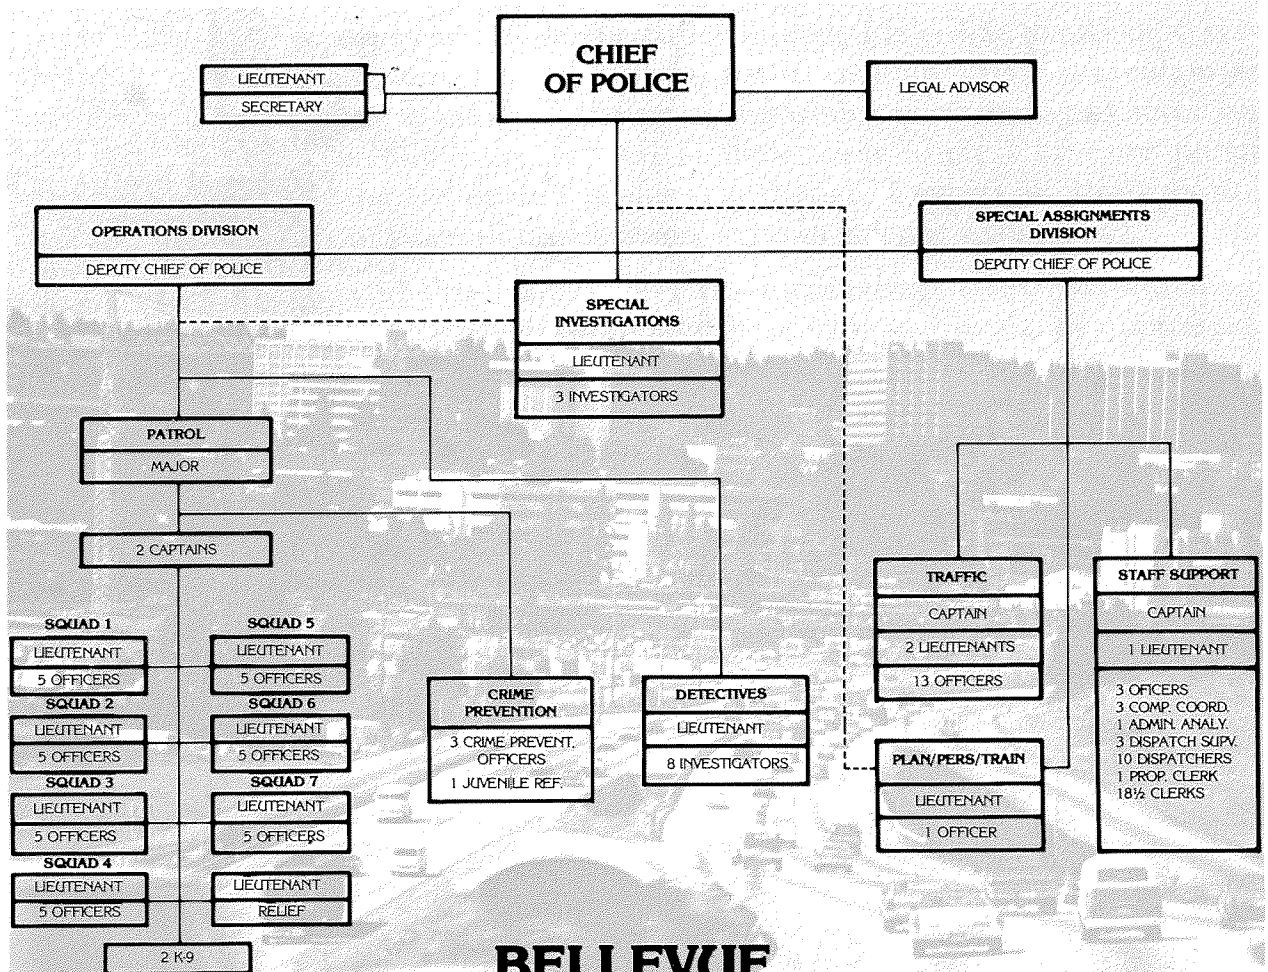 CHIEF
OF POLICE
LIEUTENANT
SECRETARY
LEGAL ADVISOR
OPERATIONS DIVISION
DEPUTY CHIEF OF POLICE
SPECIAL ASSIGNMENTS
DIVISION
DEPUTY CHIEF OF POLICE
SPECIAL
INVESTIGATIONS
LIEUTENANT
3 INVESTIGATORS
PATROL
MAJOR
2 CAPTAINS
SQUAD 1
LIEUTENANT
5 OFFICERS
SQUAD 2
LIEUTENANT
5 OFFICERS
SQUAD 3
LIEUTENANT
5 OFFICERS
SQUAD 4
LIEUTENANT
5 OFFICERS
SQUAD 5
LIEUTENANT
5 OFFICERS
SQUAD 6
LIEUTENANT
5 OFFICERS
SQUAD 7
LIEUTENANT
5 OFFICERS
LIEUTENANT
RELIEF
2 K-9
CRIME
PREVENTION
3 CRIME PREVENT.
OFFICERS
1 JUVENILE REF.
DETECTIVES
LIEUTENANT
8 INVESTIGATORS
TRAFFIC
CAPTAIN
2 LIEUTENANTS
13 OFFICERS
PLAN/PERS/TRAIN
LIEUTENANT
1 OFFICER
STAFF SUPPORT
CAPTAIN
1 LIEUTENANT
3 OFICERS
3 COMP. COORD.
1 ADMIN. ANALY.
3 DISPATCH SUPV.
10 DISPATCHERS
1 PROP. CLERK
18½ CLERKS
BELLEVUE